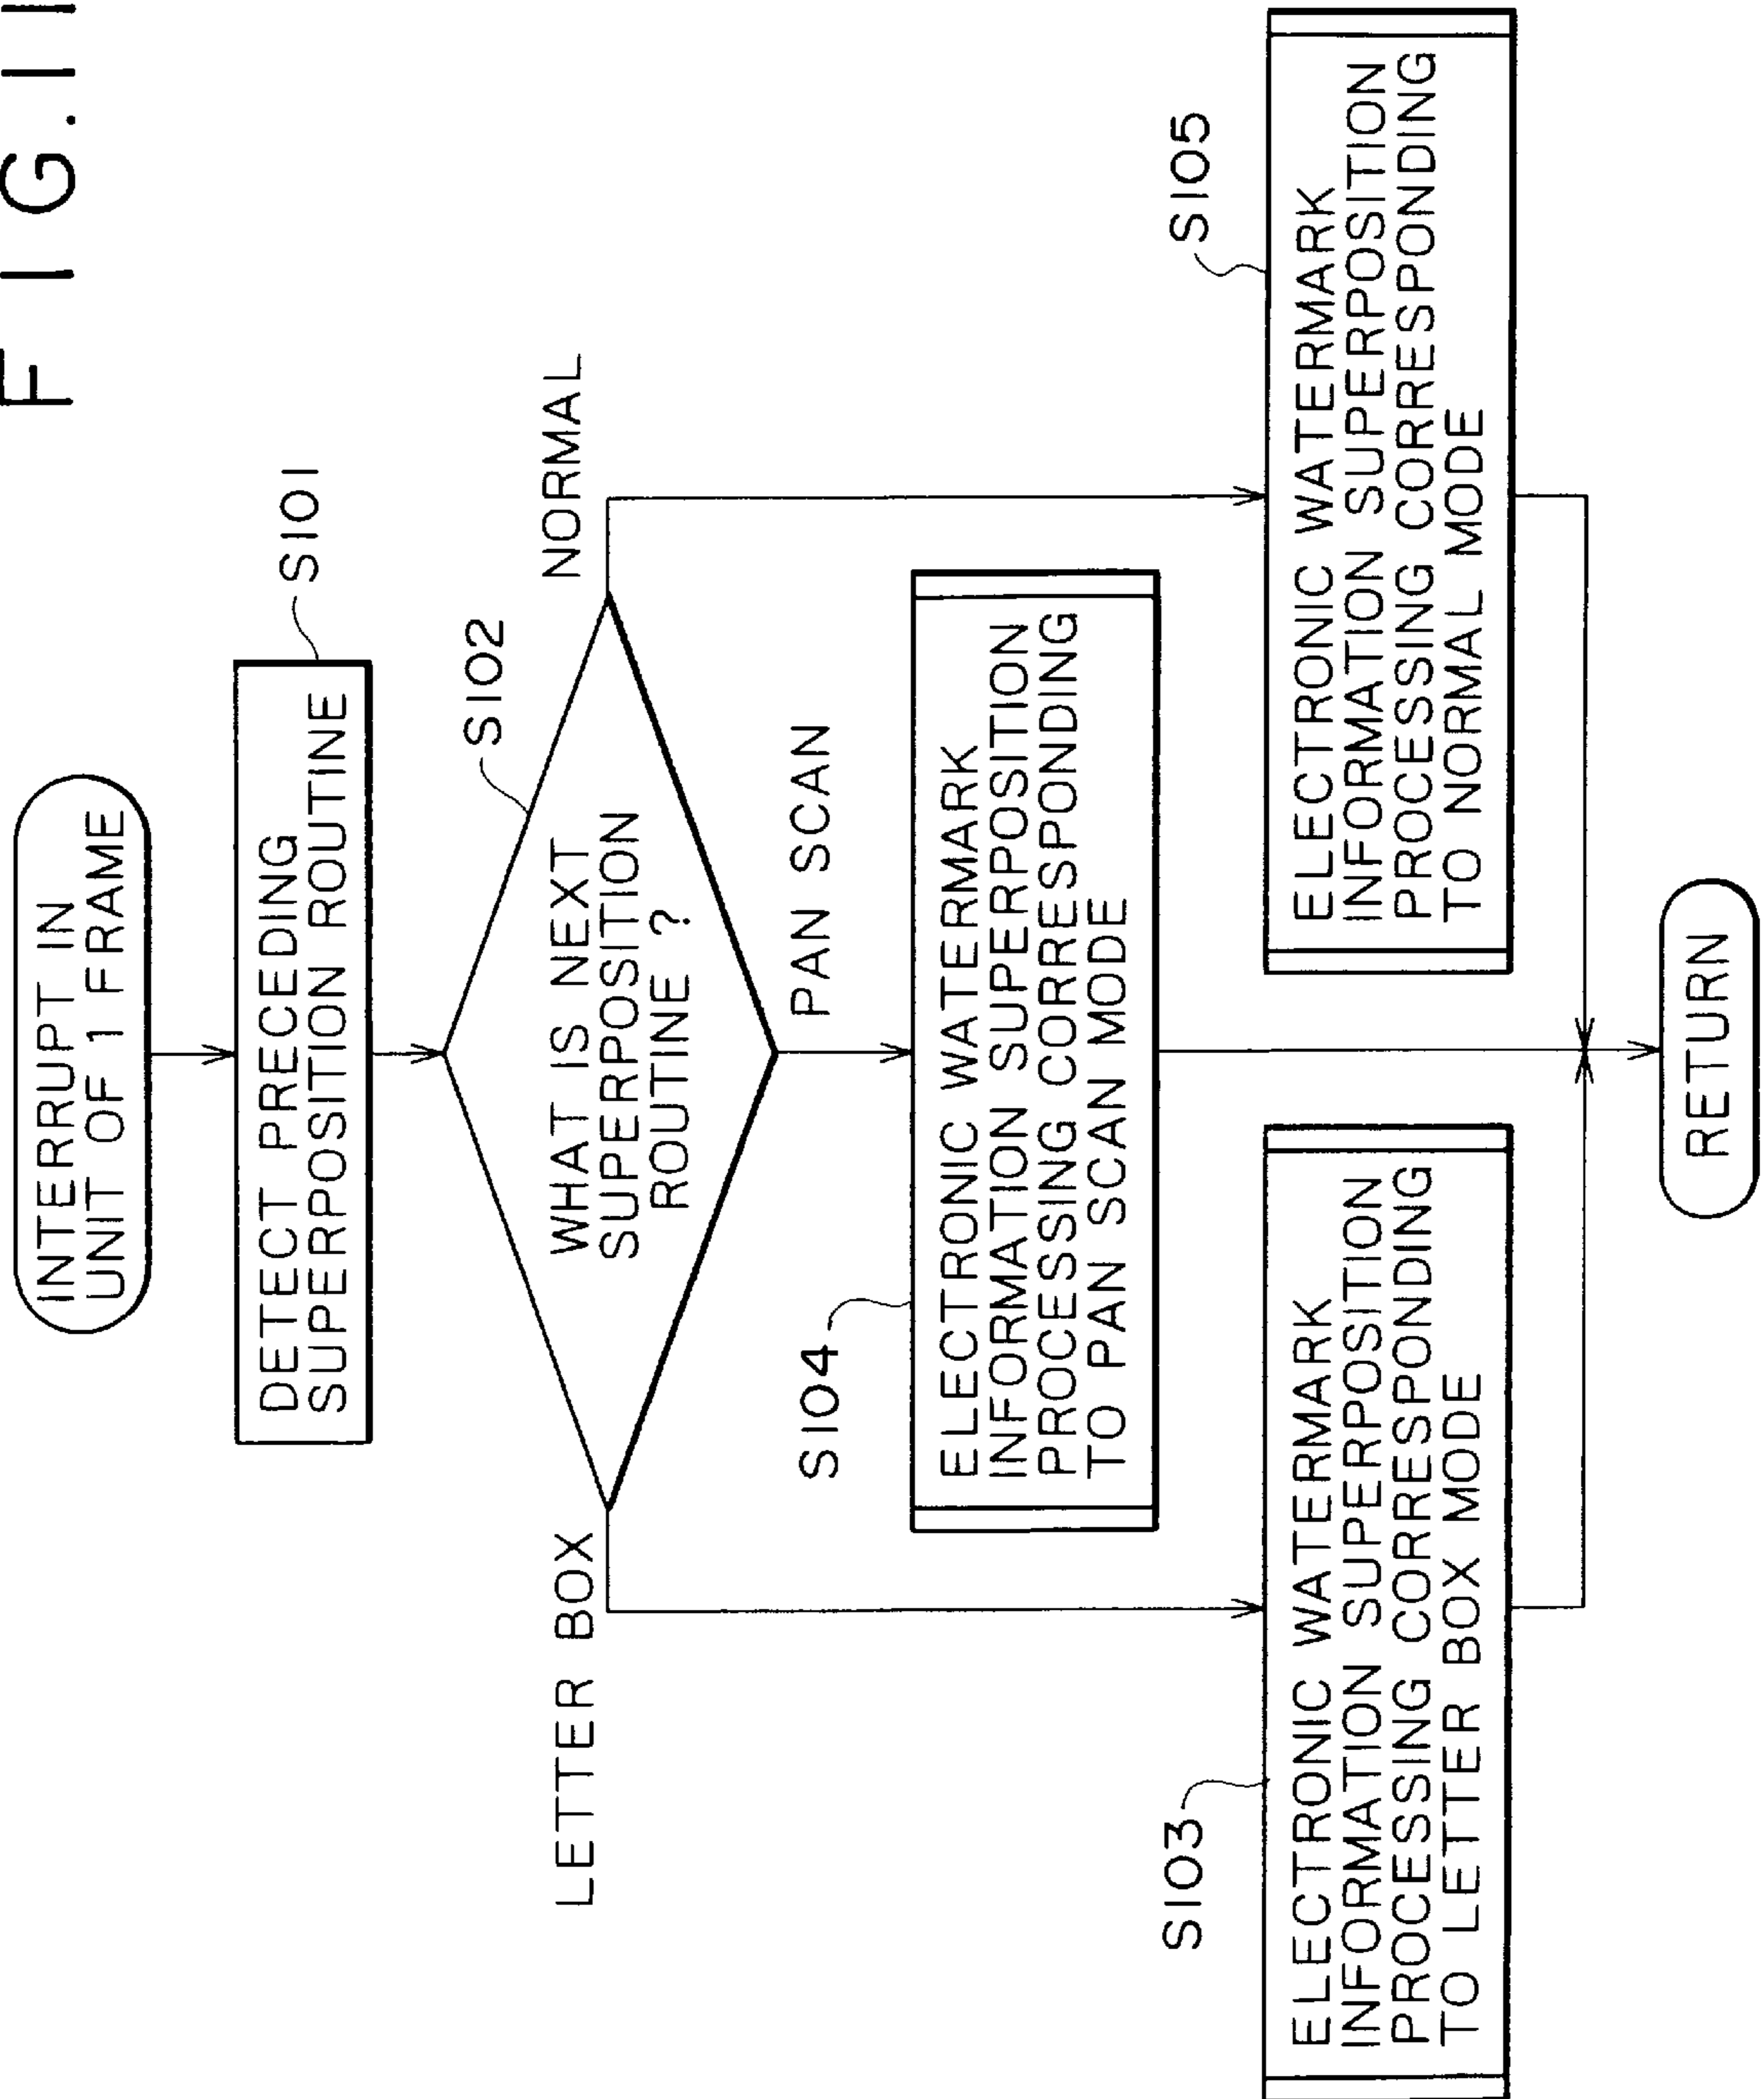 FIG. 11
INTERRUPT IN
UNIT OF 1 FRAME
S101
DETECT PRECEDING
SUPERPOSITION ROUTINE
S102
WHAT IS NEXT
SUPERPOSITION
ROUTINE ?
LETTER BOX
NORMAL
PAN SCAN
S104
ELECTRONIC WATERMARK
INFORMATION SUPERPOSITION
PROCESSING CORRESPONDING
TO PAN SCAN MODE
S103
ELECTRONIC WATERMARK
INFORMATION SUPERPOSITION
PROCESSING CORRESPONDING
TO LETTER BOX MODE
S105
ELECTRONIC WATERMARK
INFORMATION SUPERPOSITION
PROCESSING CORRESPONDING
TO NORMAL MODE
RETURN